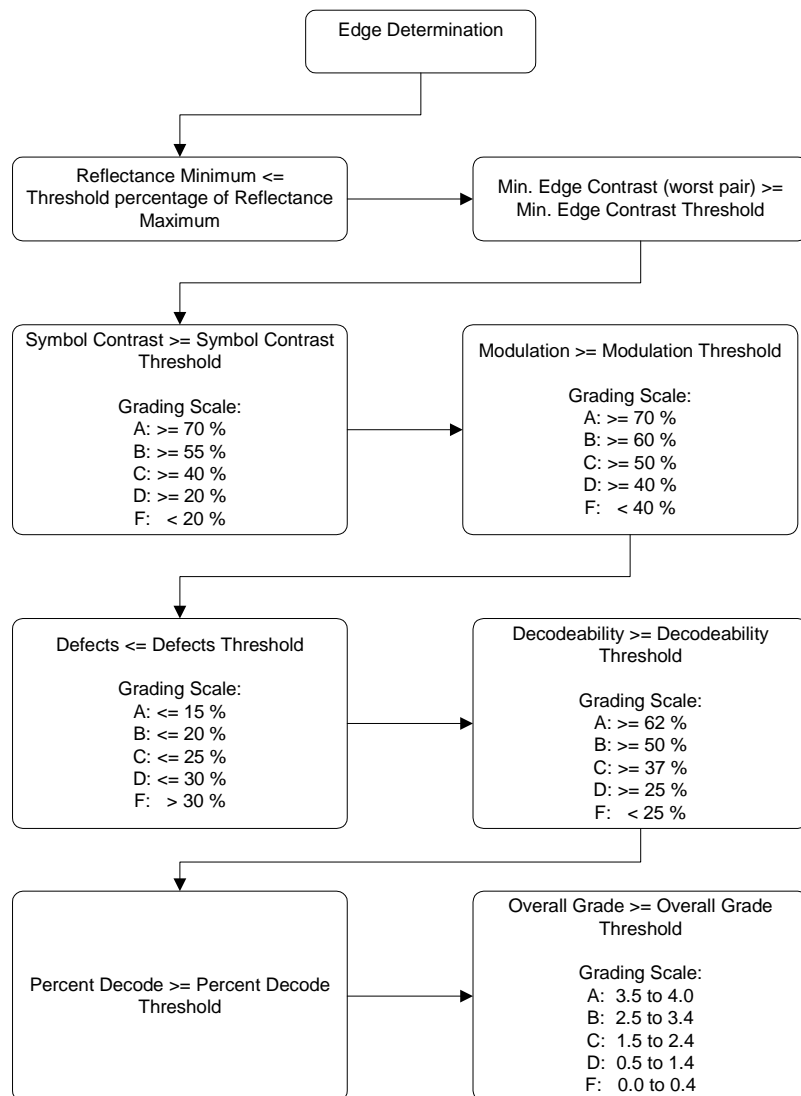 Edge Determination
Reflectance Minimum <=
Threshold percentage of Reflectance
Maximum
Min. Edge Contrast (worst pair) >=
Min. Edge Contrast Threshold
Symbol Contrast >= Symbol Contrast
Threshold
Grading Scale:
A: >= 70 %
B: >= 55 %
C: >= 40 %
D: >= 20 %
F: < 20 %
Modulation >= Modulation Threshold
Grading Scale:
A: >= 70 %
B: >= 60 %
C: >= 50 %
D: >= 40 %
F: < 40 %
Defects <= Defects Threshold
Grading Scale:
A: <= 15 %
B: <= 20 %
C: <= 25 %
D: <= 30 %
F: > 30 %
Decodeability >= Decodeability
Threshold
Grading Scale:
A: >= 62 %
B: >= 50 %
C: >= 37 %
D: >= 25 %
F: < 25 %
Percent Decode >= Percent Decode
Threshold
Overall Grade >= Overall Grade
Threshold
Grading Scale:
A: 3.5 to 4.0
B: 2.5 to 3.4
C: 1.5 to 2.4
D: 0.5 to 1.4
F: 0.0 to 0.4